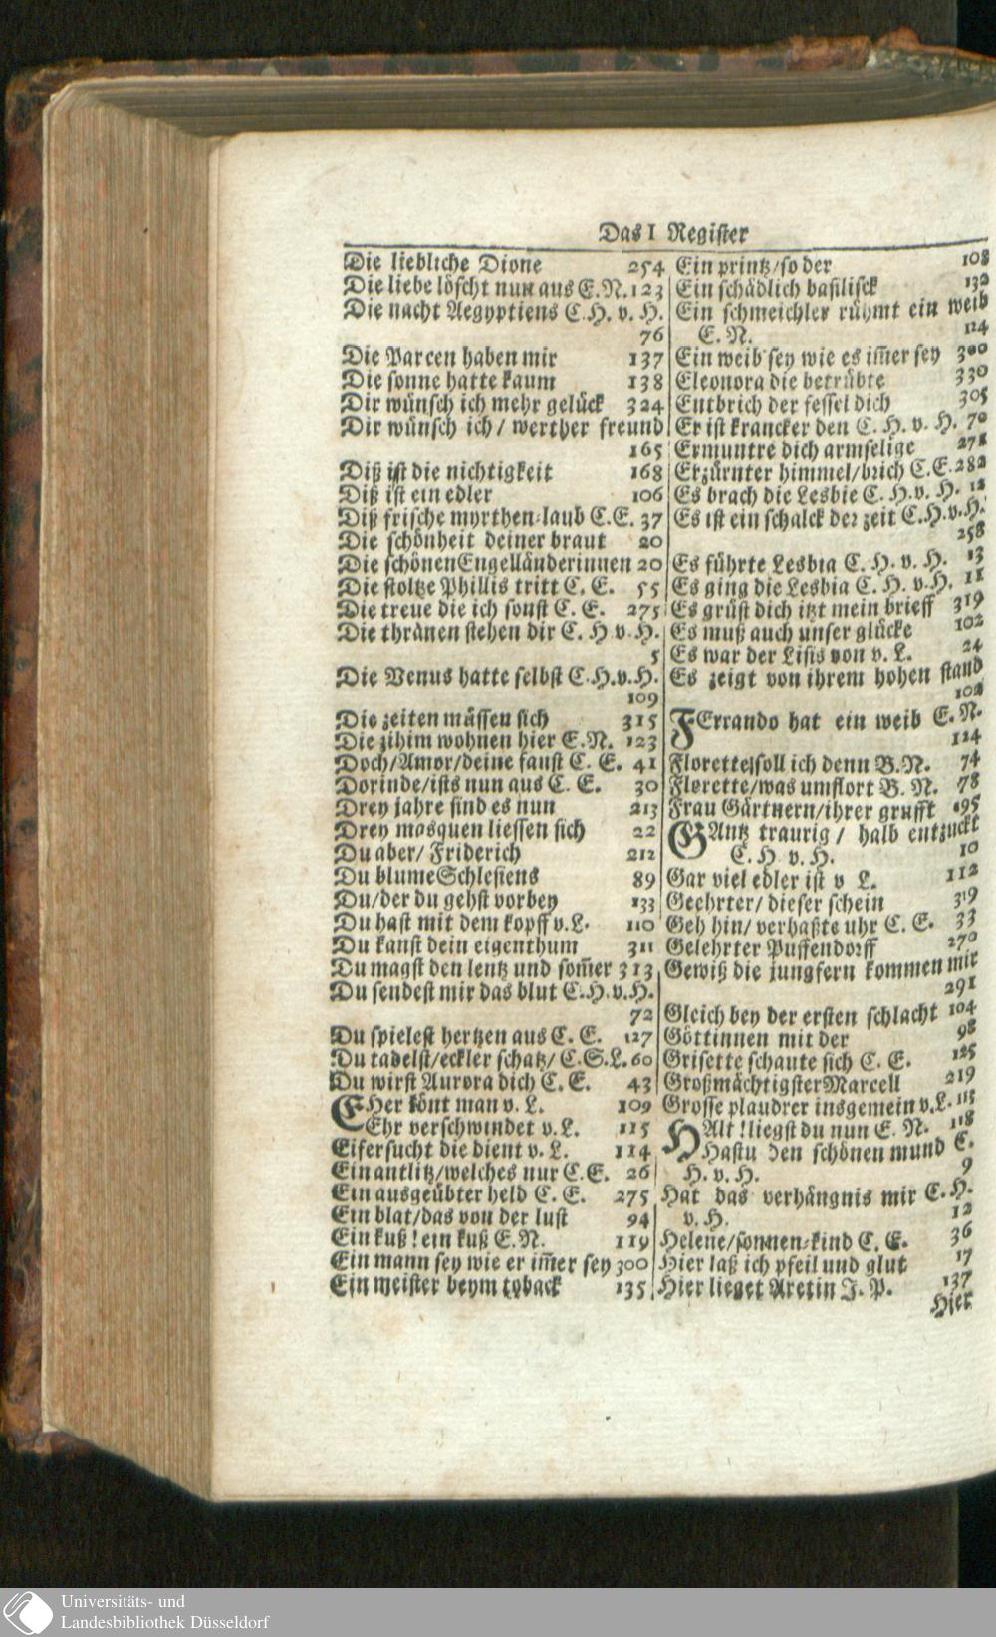 Das I Register
Die liebliche Dione 254
Die liebe löscht nun aus E.N. 123
Die nacht Aegyptiens C.H. v. H.
76
Die Parcen haben mir 137
Die sonne hatte kaum 138
Dir wünsch ich mehr gelück 324
Dir wünsch ich / werther freund
165
Diß ist die nichtigkeit 168
Diß ist ein edler 106
Diß frische myrthen-laub C.E. 37
Die schönheit deiner braut 20
Die schönen Engelländerinnen 20
Die stoltze Phillis tritt C. E. 55
Die treue die ich sonst C. E. 275
Die thränen stehen dir C. H v. H.
5
Die Venus hatte selbst C.H.v.H.
109
Die zeiten mässen sich 315
Die zihim wohnen hier E.N. 123
Doch/Amor/deine faust C. E. 41
Dorinde/ists nun aus C. E. 30
Drey jahre sind es nun 213
Drey mosquen liessen sich 22
Du aber/ Friderich 212
Du blume Schlesiens 89
Du/der du gehst vorbey 133
Du hast mit dem kopff v.L. 110
Du kanst dein eigenthum 311
Du magst den lentz und som̃er 313
Du sendest mir das blut C.H.v.H.
72
Du spielest hertzen aus C. E. 127
Du tadelst/eckler schatz/ C.S.L. 60
Du wirst Aurora dich C. E. 43
EHer könt man v. L. 109
Ehr verschwindet v. L. 115
Eifersucht die dient v. L. 114
Ein antlitz/welches nur C.E. 26
Ein ausgeübter held C. E. 275
Ein blat/das von der lust 94
Ein kuß! ein kuß E.N. 119
Ein mann sey wie er im̃er sey 300
Ein meister beym toback 135
Ein printz/so der 108
Ein schädlich basilisck 132
Ein schmeichler rühmt ein weib
E. N. 124
Ein weib sey wie es im̃er sey 300
Eleonora die betrübte 330
Entbrich der fessel dich 305
Er ist krancker den C. H. v. H. 70
Ermuntre dich armselige 271
Erzürnter himmel/brich C.E. 282
Es brach die Lesbie C. H.v. H. 12
Es ist ein schalck der zeit C.H.v.H.
258
Es führte Lesbia C. H. v. H. 13
Es ging die Lesbia C. H. v. H. 11
Es grüst dich itzt mein brieff 319
Es muß auch unser glücke 102
Es war der Lisis von v. L. 24
Es zeigt von ihrem hohen stand
102
FErrando hat ein weib E.N.
124
Florette/soll ich denn B.N. 74
Florette/was umflort B. N. 78
Frau Gärtnern/ihrer grufft 195
GAntz traurig / halb entzuckt
C. H v. H. 10
Gar viel edler ist v L. 112
Geehrter/ dieser schein 319
Geh hin/ verhaßte uhr C. E. 33
Gelehrter Puffendorff 270
Gewiß die jungfern kommen mir
291
Gleich bey der ersten schlacht 104
Göttinnen mit der 98
Grisette schaute sich C. E. 125
Großmächtigster Marcell 219
Grosse plaudrer insgemein v.L. 113
HAlt! liegst du nun E. N. 118
Hastu den schönen mund C.
H. v. H. 9
Hat das verhängnis mir C.H.
v. H. 12
Helene/sonnen-kind C. E. 36
Hier laß ich pfeil und glut 17
Hier lieget Aretin J. P. 137
Hier
Universitäts- und
Landesbibliothek Düsseldorf